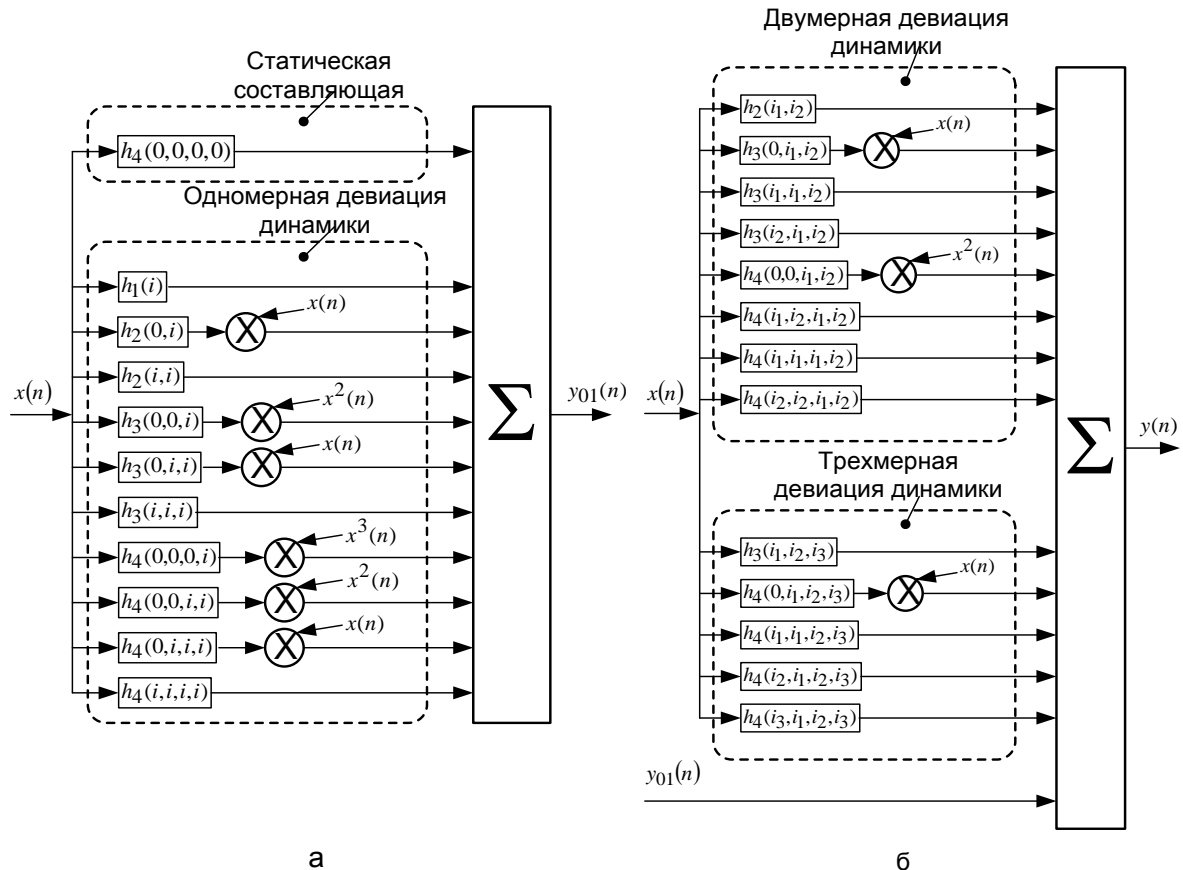 Статическая
составляющая
h4(0,0,0,0)
Одномерная девиация
динамики
h1(i)
h2(0,i)
x(n)
h2(i,i)
x(n)
h3(0,0,i)
x²(n)
h3(0,i,i)
x(n)
h3(i,i,i)
h4(0,0,0,i)
x³(n)
h4(0,0,i,i)
x²(n)
h4(0,i,i,i)
x(n)
h4(i,i,i,i)
Σ
y01(n)
а
Двумерная девиация
динамики
h2(i1,i2)
h3(0,i1,i2)
x(n)
h3(i1,i1,i2)
h3(i2,i1,i2)
h4(0,0,i1,i2)
x²(n)
h4(i1,i2,i1,i2)
h4(i1,i1,i1,i2)
h4(i2,i2,i1,i2)
x(n)
Трехмерная
девиация динамики
h3(i1,i2,i3)
h4(0,i1,i2,i3)
x(n)
h4(i1,i1,i2,i3)
h4(i2,i1,i2,i3)
h4(i3,i1,i2,i3)
y01(n)
Σ
y(n)
б